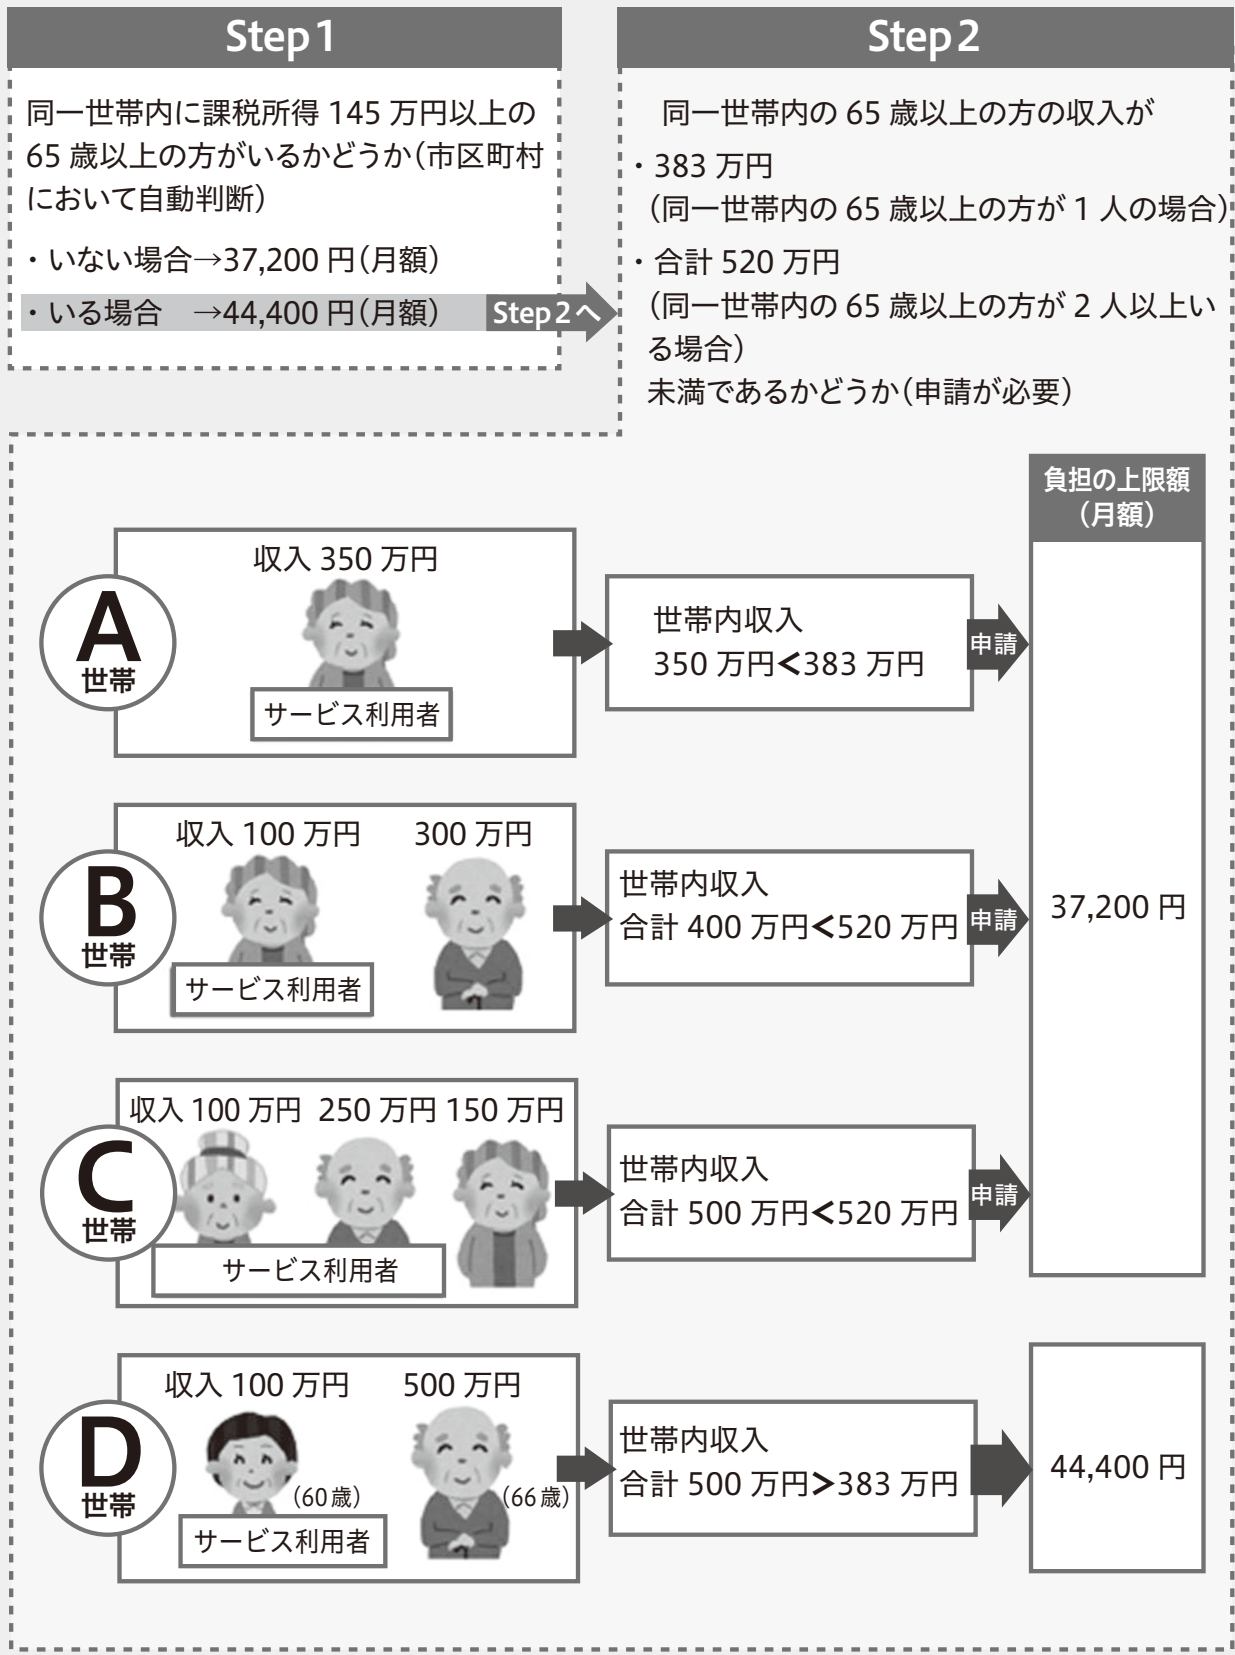 Step1
同一世帯内に課税所得 145 万円以上の
65 歳以上の方がいるかどうか（市区町村
において自動判断）
・いない場合→37,200 円（月額）
・いる場合　→44,400 円（月額）
Step2へ
Step2
同一世帯内の 65 歳以上の方の収入が
・383 万円
（同一世帯内の 65 歳以上の方が 1 人の場合）
・合計 520 万円
（同一世帯内の 65 歳以上の方が 2 人以上い
る場合）
未満であるかどうか（申請が必要）
負担の上限額
（月額）
A
世帯
収入 350 万円
サービス利用者
世帯内収入
350 万円＜383 万円
申請
B
世帯
収入 100 万円　300 万円
サービス利用者
世帯内収入
合計 400 万円＜520 万円
申請
37,200 円
C
世帯
収入 100 万円 250 万円 150 万円
サービス利用者
世帯内収入
合計 500 万円＜520 万円
申請
D
世帯
収入 100 万円　500 万円
（60歳）
（66歳）
サービス利用者
世帯内収入
合計 500 万円＞383 万円
44,400 円